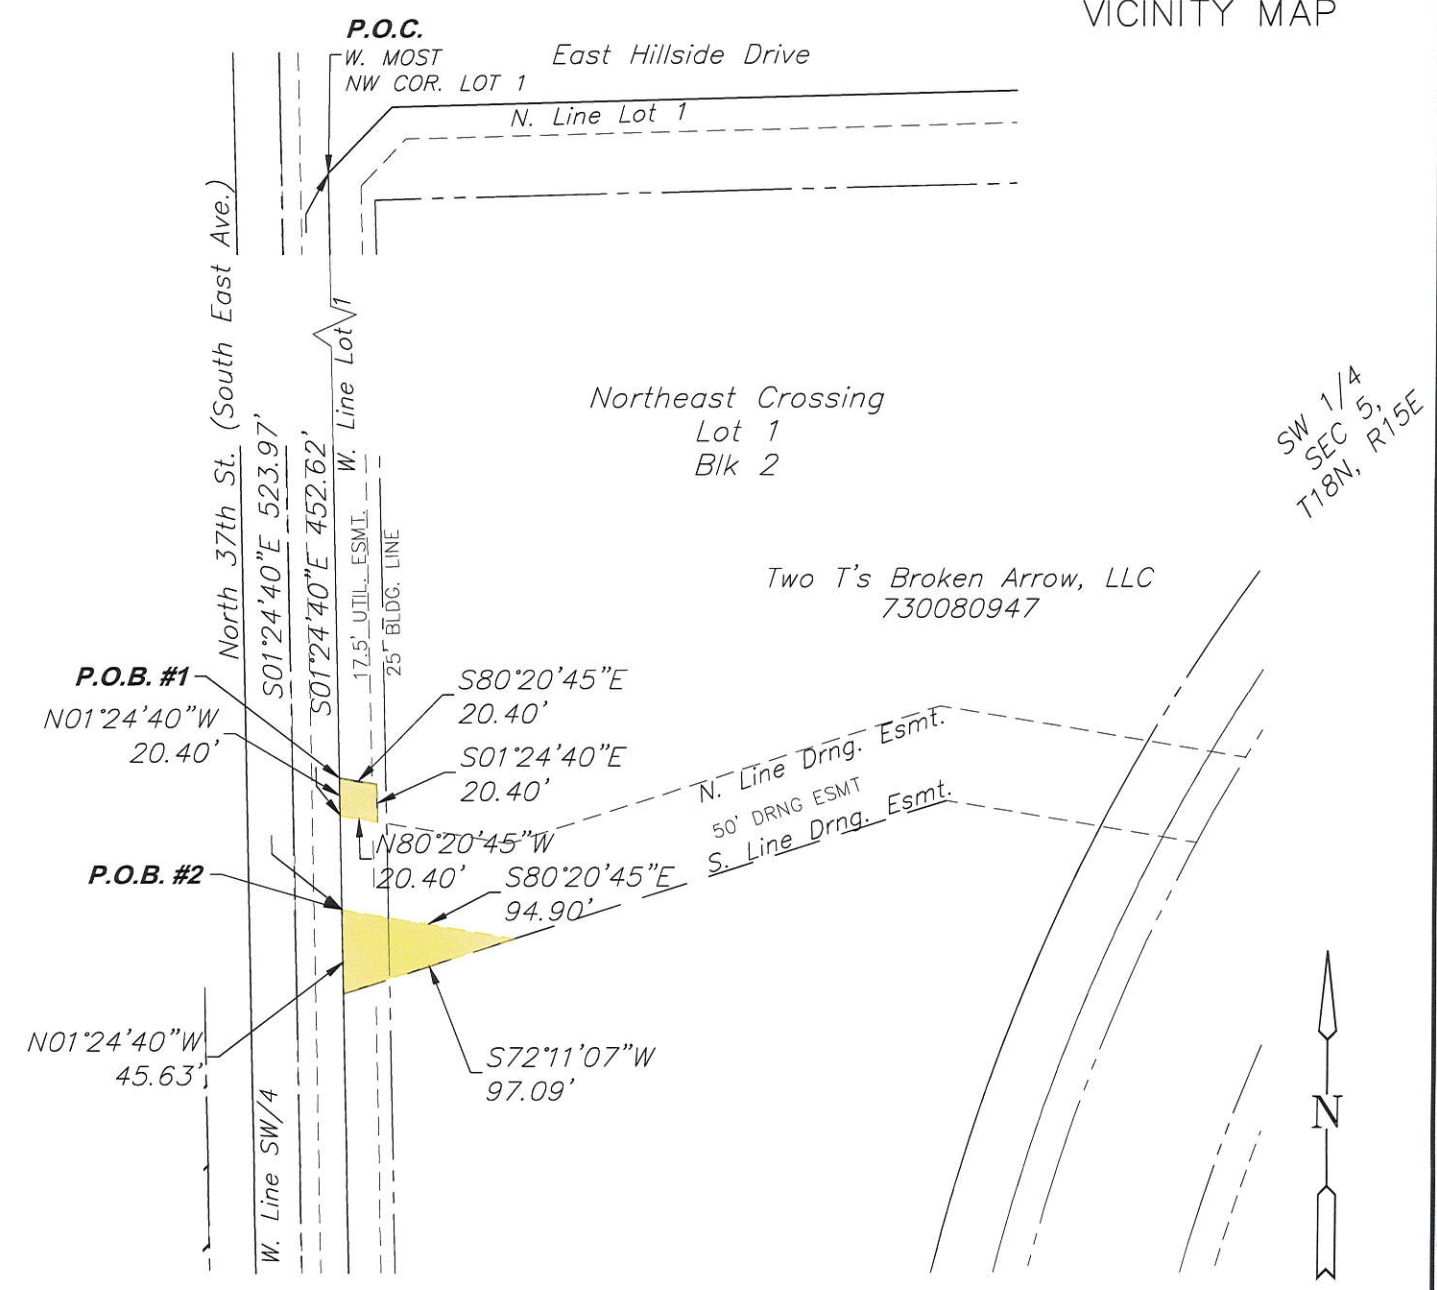 VICINITY MAP
P.O.C.
W. MOST
NW COR. LOT 1
East Hillside Drive
N. Line Lot 1
North 37th St. (South East Ave.)
S01°24'40"E 523.97'
S01°24'40"E 452.62'
W. Line Lot 1
17.5' UTIL. ESMT.
25' BLDG. LINE
Northeast Crossing
Lot 1
Blk 2
SW 1/4
SEC 5,
T18N, R15E
Two T's Broken Arrow, LLC
730080947
P.O.B. #1
N01°24'40"W
20.40'
S80°20'45"E
20.40'
S01°24'40"E
20.40'
N80°20'45"W
20.40'
N. Line Drng. Esmt.
50' DRNG ESMT
S. Line Drng. Esmt.
P.O.B. #2
S80°20'45"E
94.90'
N01°24'40"W
45.63'
S72°11'07"W
97.09'
W. Line SW/4
N